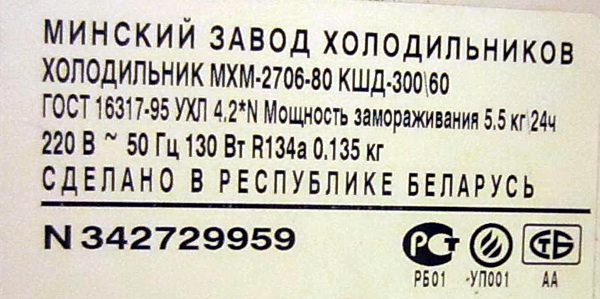 МИНСКИЙ ЗАВОД ХОЛОДИЛЬНИКОВ
ХОЛОДИЛЬНИК МХМ-2706-80 КШД-300\60
ГОСТ 16317-95 УХЛ 4.2*N Мощность замораживания 5.5 кг\24ч
220 В ~ 50 Гц 130 Вт R134a 0.135 кг
СДЕЛАНО В РЕСПУБЛИКЕ БЕЛАРУСЬ
N 342729959
РСТ СТБ
РБ01 -УП001 АА